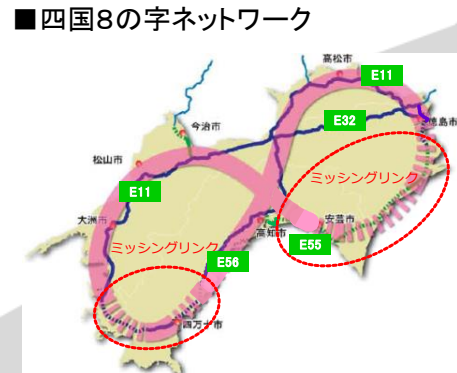 ■四国8の字ネットワーク
高松市
E11
徳島市
E32
今治市
松山市
ミッシングリンク
E11
大洲市
安芸市
高知市
ミッシングリンク
E55
E56
四万十市